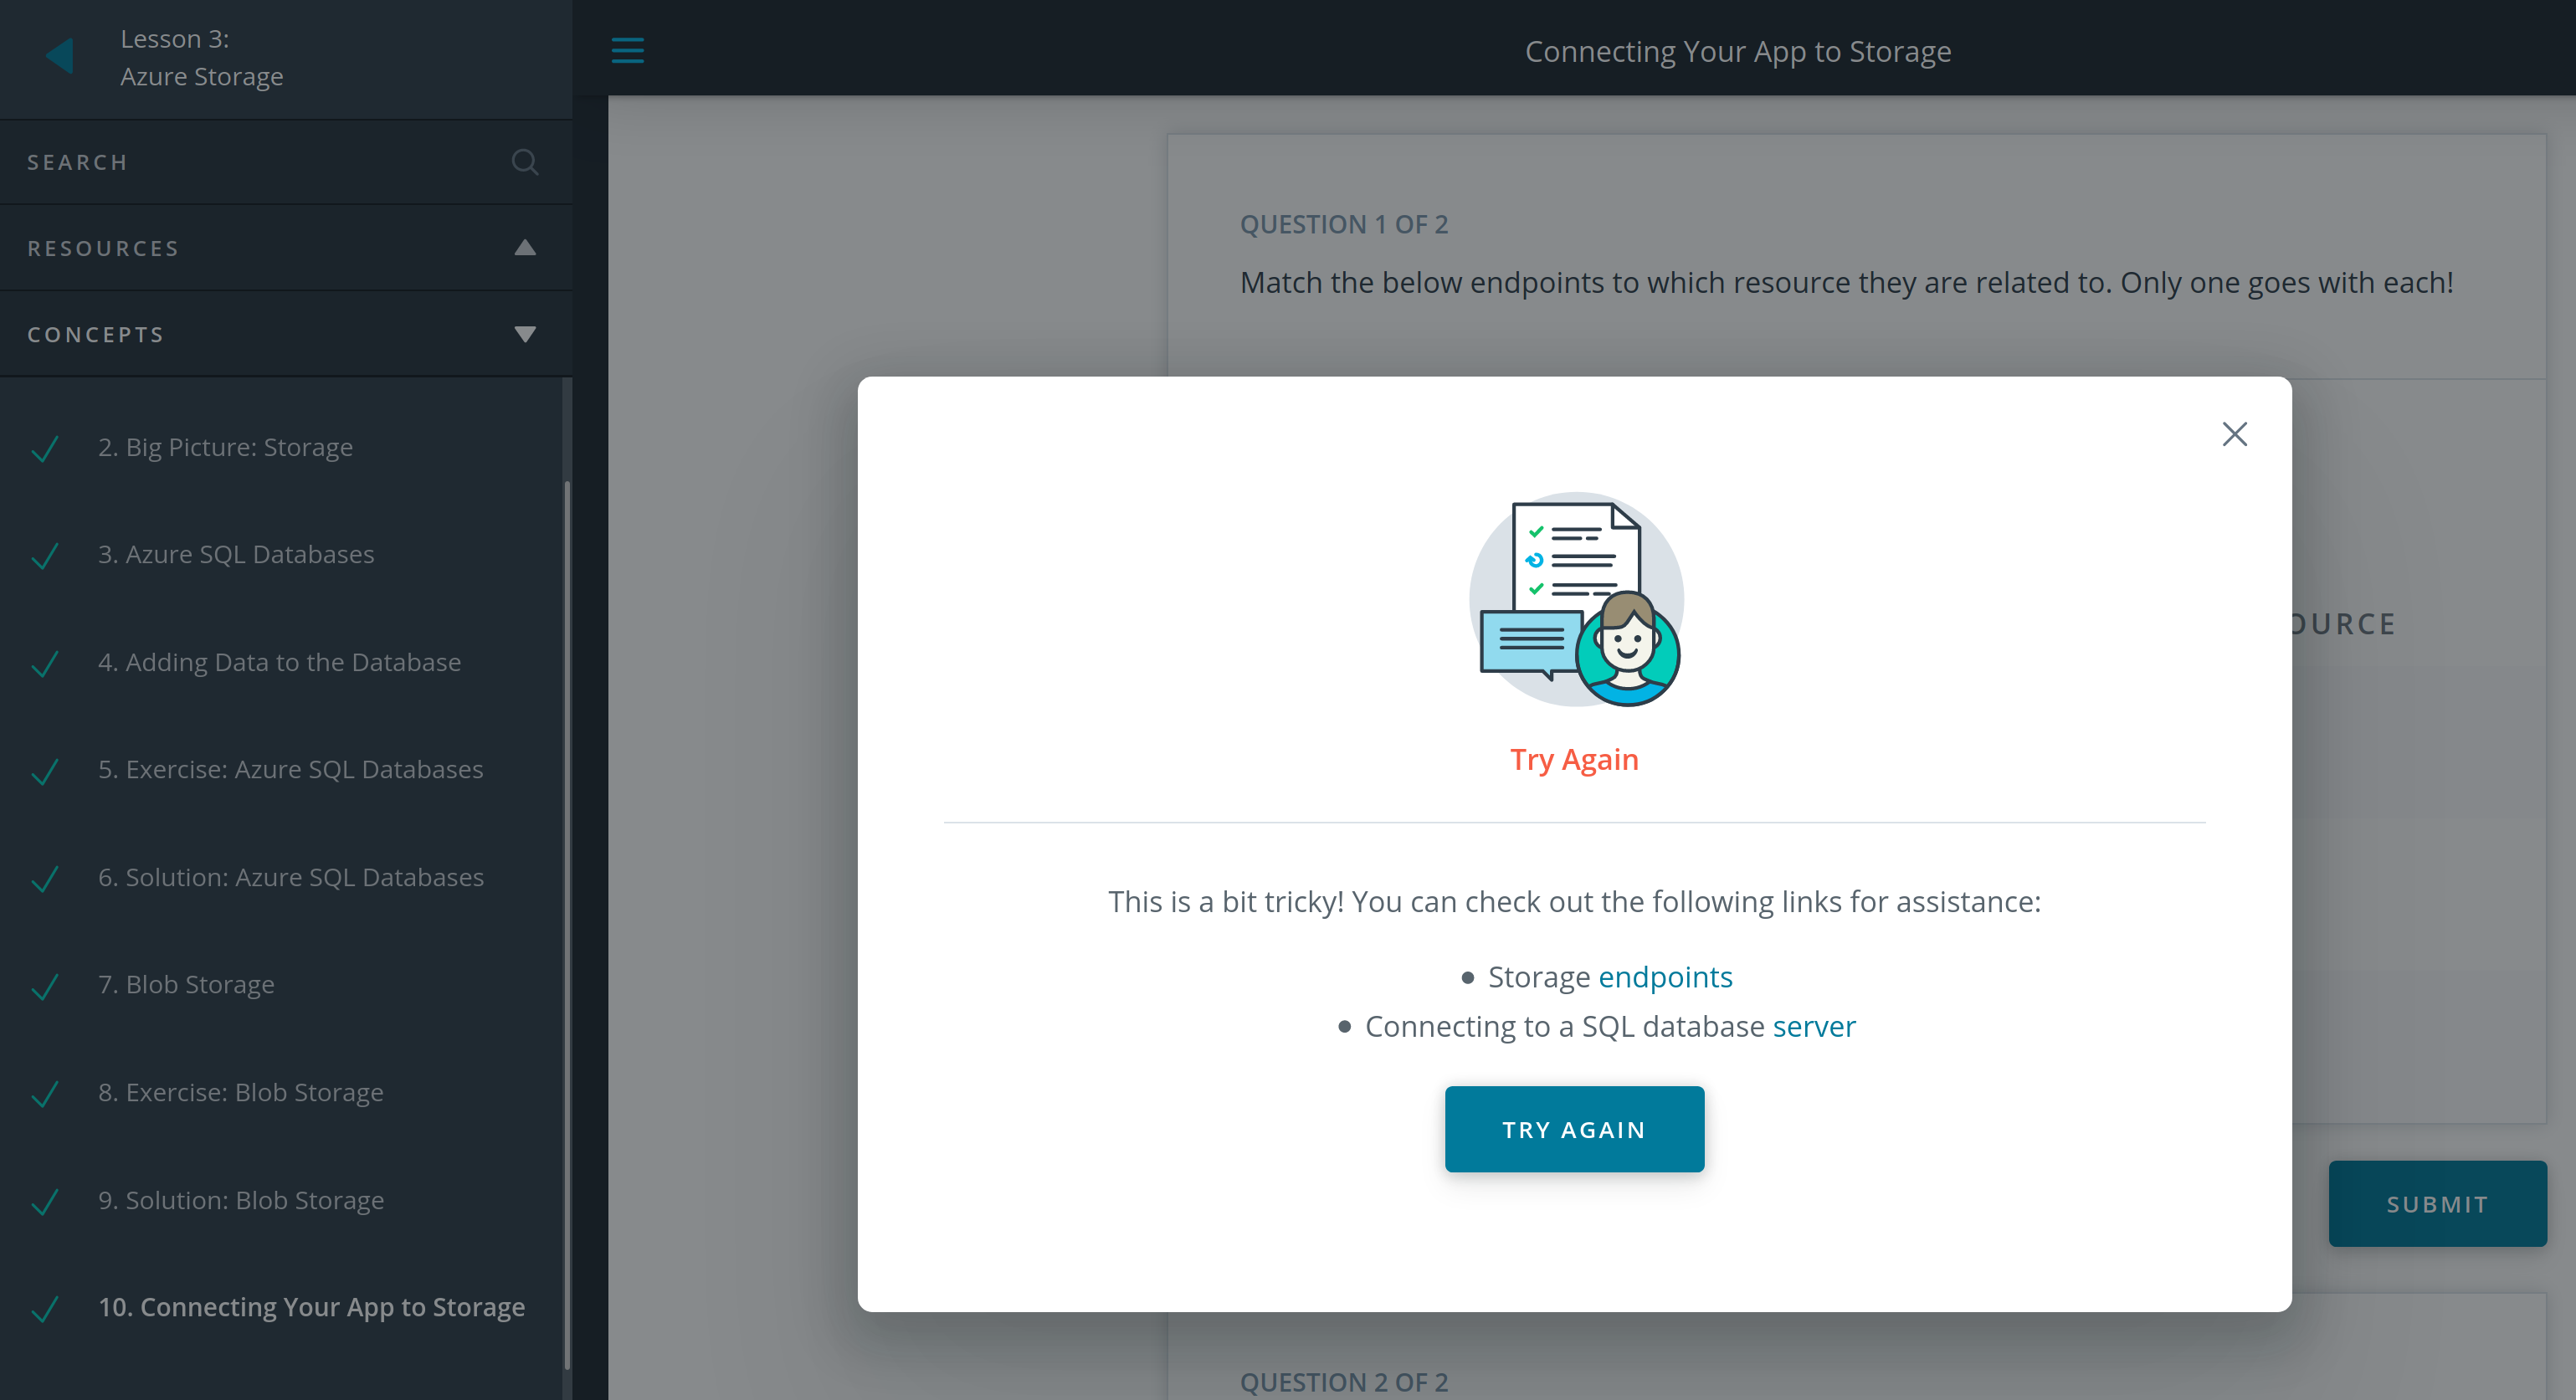 Lesson 3:
Azure Storage
SEARCH
RESOURCES
CONCEPTS
2. Big Picture: Storage
3. Azure SQL Databases
4. Adding Data to the Database
5. Exercise: Azure SQL Databases
6. Solution: Azure SQL Databases
7. Blob Storage
8. Exercise: Blob Storage
9. Solution: Blob Storage
10. Connecting Your App to Storage
Connecting Your App to Storage
QUESTION 1 OF 2
Match the below endpoints to which resource they are related to. Only one goes with each!
Try Again
This is a bit tricky! You can check out the following links for assistance:
• Storage endpoints
• Connecting to a SQL database server
TRY AGAIN
SUBMIT
QUESTION 2 OF 2